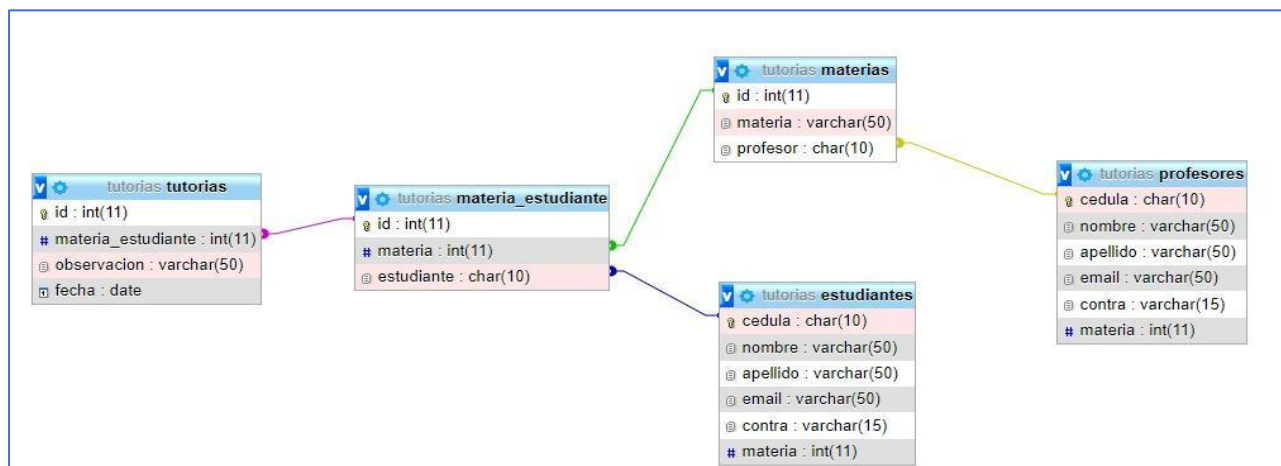 tutorias tutorias
id : int(11)
materia_estudiante : int(11)
observacion : varchar(50)
fecha : date
tutorias materia_estudiante
id : int(11)
materia : int(11)
estudiante : char(10)
tutorias materias
id : int(11)
materia : varchar(50)
profesor : char(10)
tutorias estudiantes
cedula : char(10)
nombre : varchar(50)
apellido : varchar(50)
email : varchar(50)
contra : varchar(15)
materia : int(11)
tutorias profesores
cedula : char(10)
nombre : varchar(50)
apellido : varchar(50)
email : varchar(50)
contra : varchar(15)
materia : int(11)